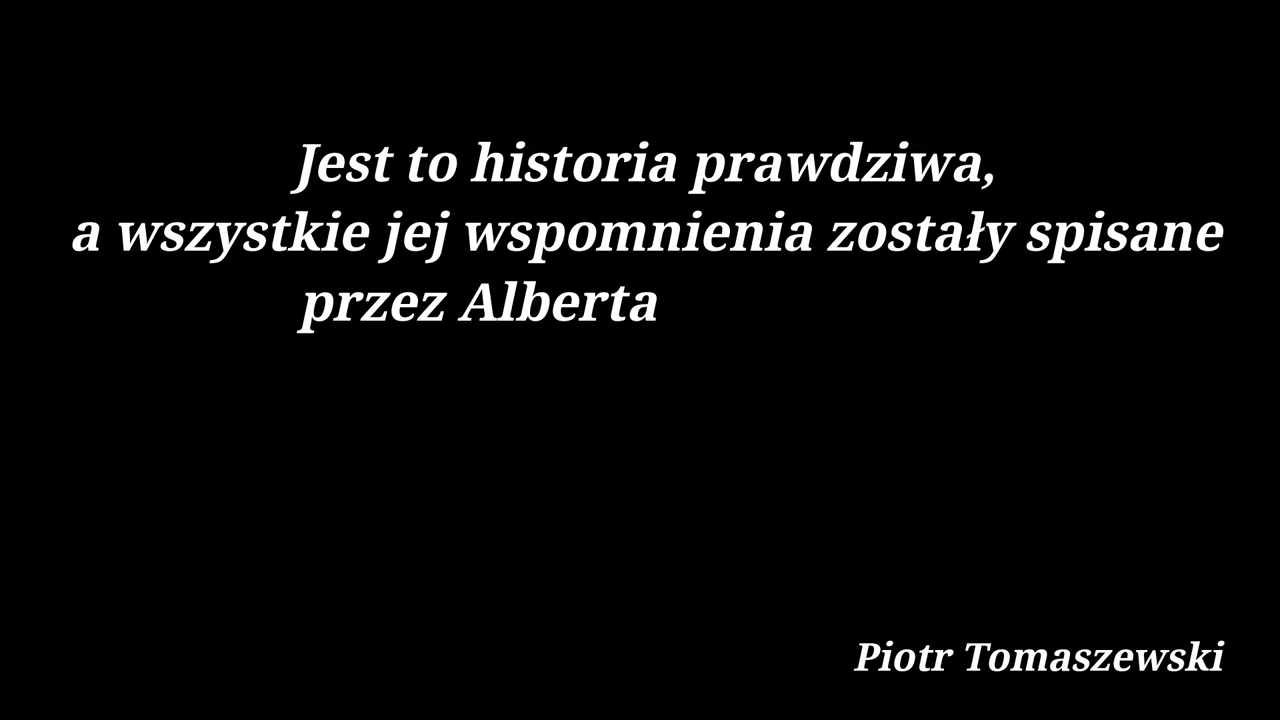 Jest to historia prawdziwa,
a wszystkie jej wspomnienia zostały spisane
przez Alberta
Piotr Tomaszewski